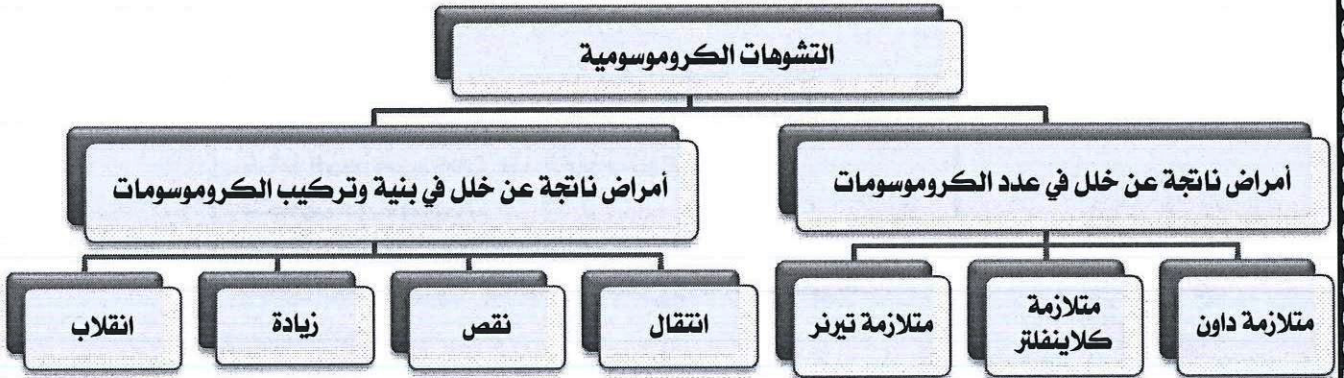 التشوهات الكروموسومية
أمراض ناتجة عن خلل في عدد الكروموسومات
أمراض ناتجة عن خلل في بنية وتركيب الكروموسومات
متلازمة داون
متلازمة
كلاينفلتر
متلازمة تيرنر
انتقال
نقص
زيادة
انقلاب